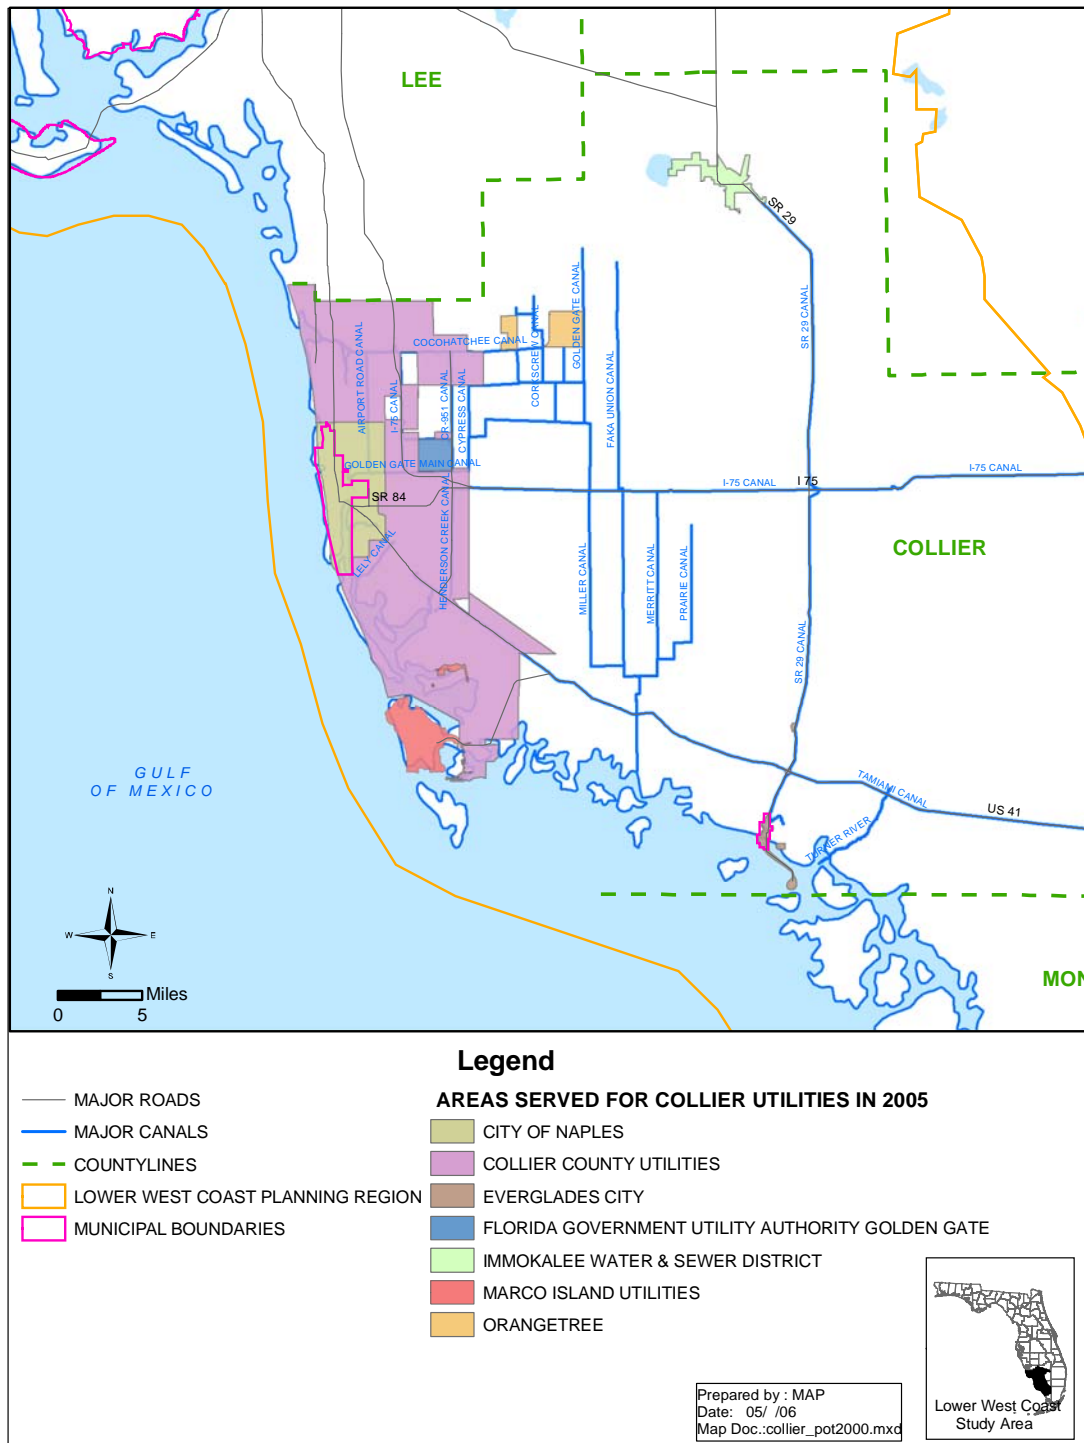 LEE
SR 29
SR 29 CANAL
GOLDEN GATE CANAL
CORKSCREW CANAL
COCOHATCHEE CANAL
AIRPORT ROAD CANAL
I-75 CANAL
CR-951 CANAL
CYPRESS CANAL
FAKA UNION CANAL
GOLDEN GATE MAIN CANAL
I-75 CANAL
I-75 CANAL
I 75
SR 84
HENDERSON CREEK CANAL
LELY CANAL
COLLIER
MILLER CANAL
MERRITT CANAL
PRAIRIE CANAL
SR 29 CANAL
GULF
OF MEXICO
TAMIAMI CANAL
US 41
TURNER RIVER
N
W
E
S
Miles
0
5
MON
Legend
MAJOR ROADS
MAJOR CANALS
COUNTYLINES
LOWER WEST COAST PLANNING REGION
MUNICIPAL BOUNDARIES
AREAS SERVED FOR COLLIER UTILITIES IN 2005
CITY OF NAPLES
COLLIER COUNTY UTILITIES
EVERGLADES CITY
FLORIDA GOVERNMENT UTILITY AUTHORITY GOLDEN GATE
IMMOKALEE WATER & SEWER DISTRICT
MARCO ISLAND UTILITIES
ORANGETREE
Prepared by : MAP
Date: 05/ /06
Map Doc.:collier_pot2000.mxd
Lower West Coast
Study Area